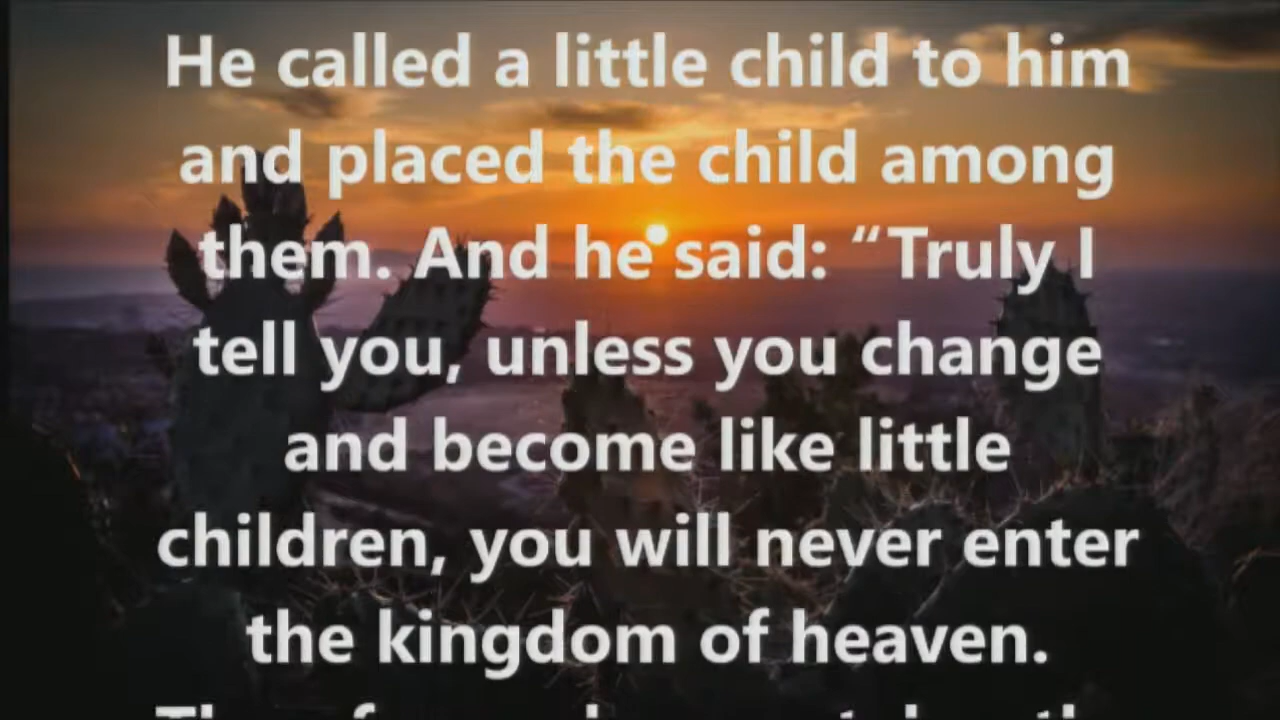 He called a little child to him
and placed the child among
them. And he said: “Truly I
tell you, unless you change
and become like little
children, you will never enter
the kingdom of heaven.